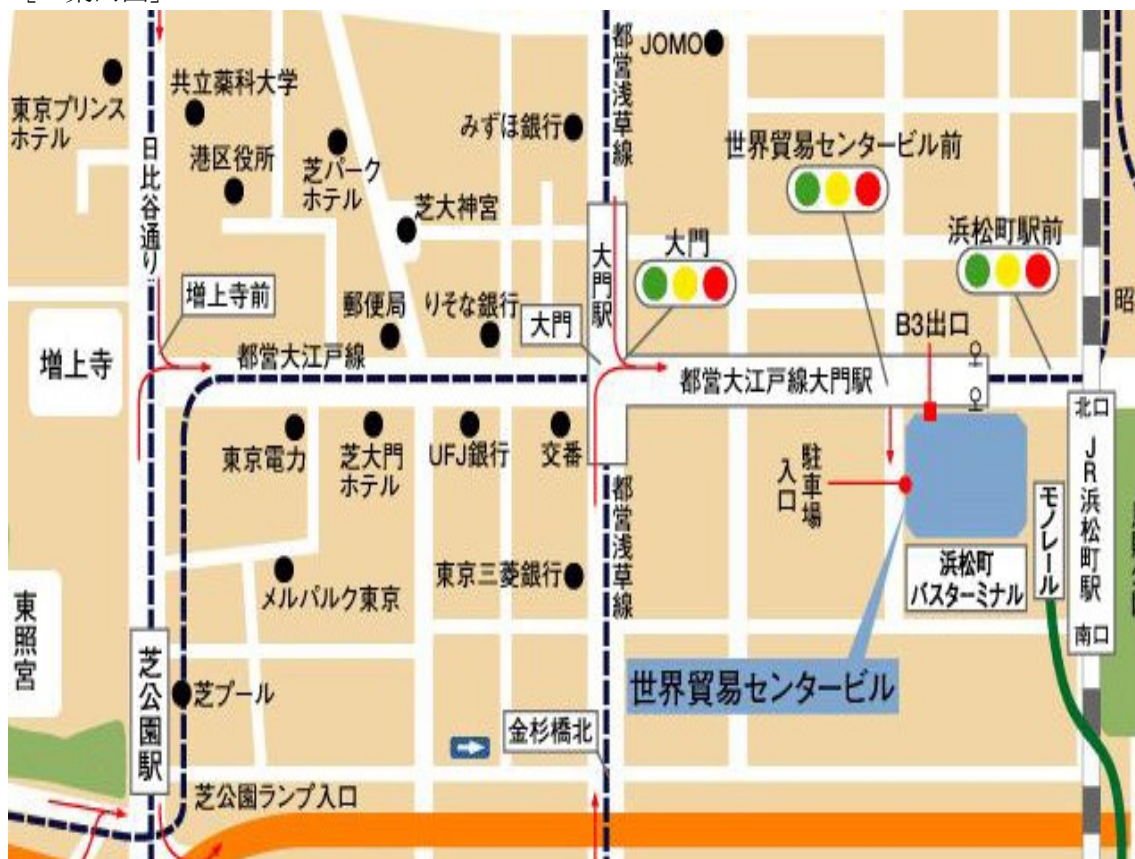 JOMO
都営浅草線
共立薬科大学
東京プリンス
ホテル
みずほ銀行
世界貿易センタービル前
港区役所
芝パーク
ホテル
日比谷通り
芝大神宮
大門
浜松町駅前
大門駅
増上寺前
昭
郵便局
りそな銀行
大門
B3出口
増上寺
都営大江戸線
都営大江戸線大門駅
北口
東京電力
芝大門
ホテル
UFJ銀行
交番
駐車場
入口
JR浜松町駅
モノレール
都営浅草線
浜松町
バスターミナル
東京三菱銀行
メルパルク東京
東照宮
南口
芝公園駅
芝プール
世界貿易センタービル
金杉橋北
芝公園ランプ入口